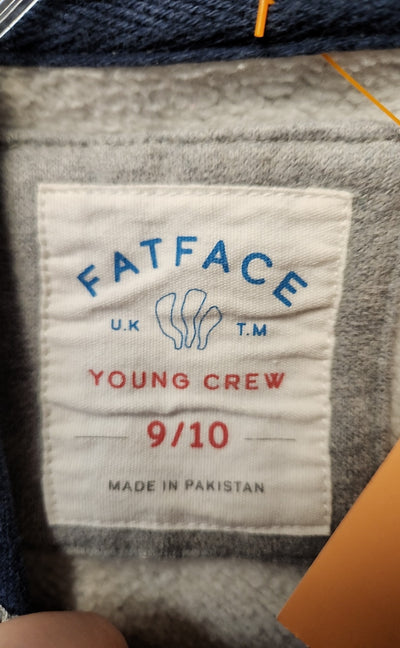 FATFACE
U.K T.M
YOUNG CREW
9/10
MADE IN PAKISTAN